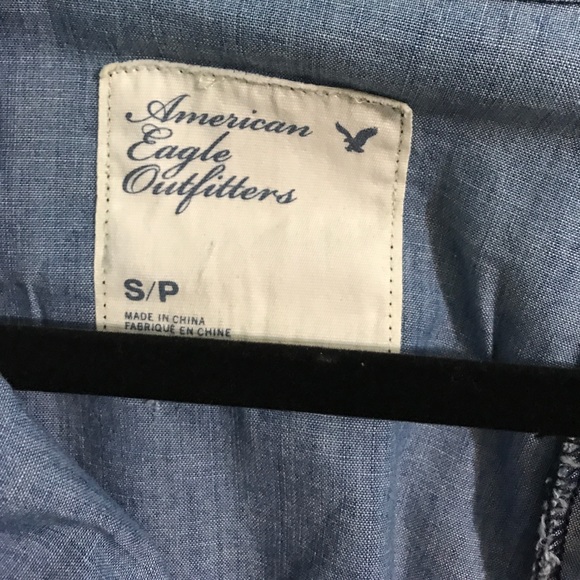 American
Eagle
Outfitters
S/P
MADE IN CHINA
FABRIQUÉ EN CHINE